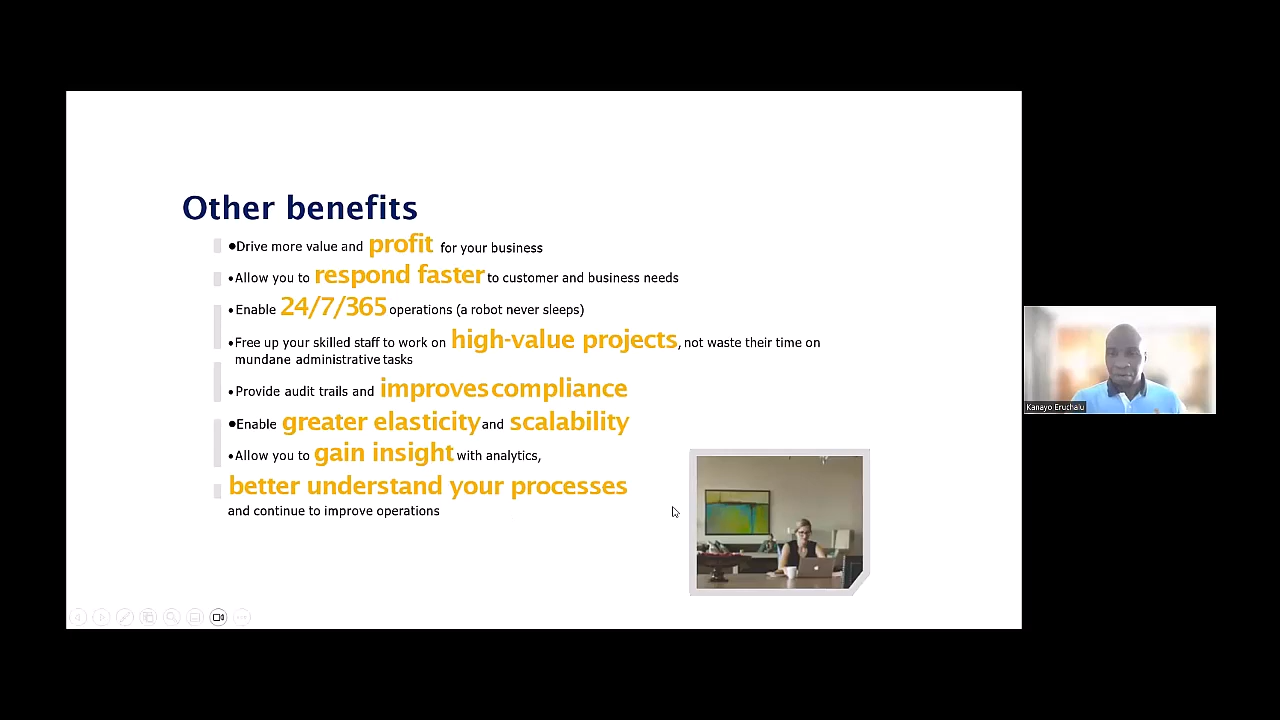 Other benefits
•Drive more value and profit for your business
•Allow you to respond faster to customer and business needs
•Enable 24/7/365 operations (a robot never sleeps)
•Free up your skilled staff to work on high-value projects, not waste their time on
mundane administrative tasks
•Provide audit trails and improves compliance
•Enable greater elasticity and scalability
•Allow you to gain insight with analytics,
better understand your processes
and continue to improve operations
Kanayo Eruchalu